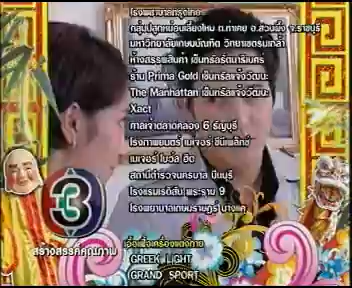 โรงพยาบาลกรุงไทย
กลุ่มปลูกหม่อนเลี้ยงไหม ต.ท่าเคย อ.สวนผึ้ง จ.ราชบุรี
มหาวิทยาลัยเกษมบัณฑิต วิทยาเขตร่มเกล้า
ห้างสรรพสินค้า เซ็นทรัลรัตนาธิเบศร์
ร้าน Prima Gold เซ็นทรัลแจ้งวัฒนะ
The Manhattan เซ็นทรัลแจ้งวัฒนะ
Xact
ศาลเจ้าตลาดคลอง 6 ธัญบุรี
โรงภาพยนตร์ เมเจอร์ ซีนีเพล็กซ์
เมเจอร์ โบว์ล ฮิต
สถานีตำรวจนครบาล มีนบุรี
โรงแรมเรดิสัน พระราม 9
โรงพยาบาลเกษมราษฎร์ บางแค
3
สร้างสรรค์คุณภาพ
เอื้อเฟื้อเครื่องแต่งกาย
GREEK LIGHT
GRAND SPORT